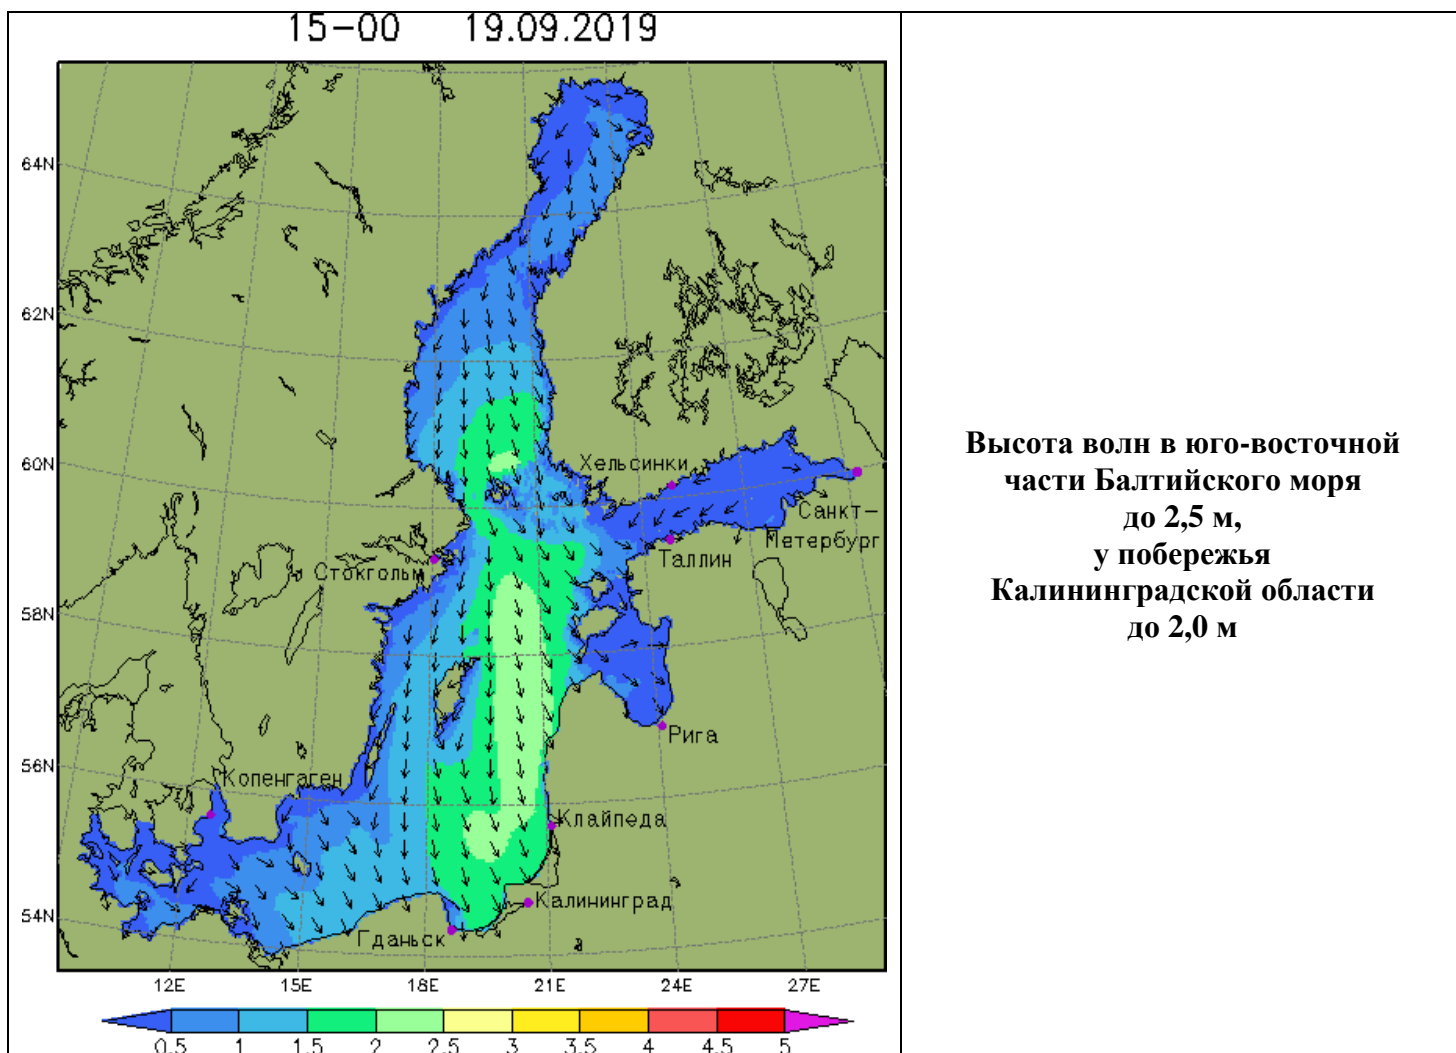 15-00 19.09.2019
64N
62N
60N
58N
56N
54N
Хельсинки
Санкт-
Петербург
Таллин
Стокгольм
Рига
Копенгаген
Клайпеда
Калининград
Гданьск
12E 15E 18E 21E 24E 27E
0.5 1 1.5 2 2.5 3 3.5 4 4.5 5
Высота волн в юго-восточной
части Балтийского моря
до 2,5 м,
у побережья
Калининградской области
до 2,0 м